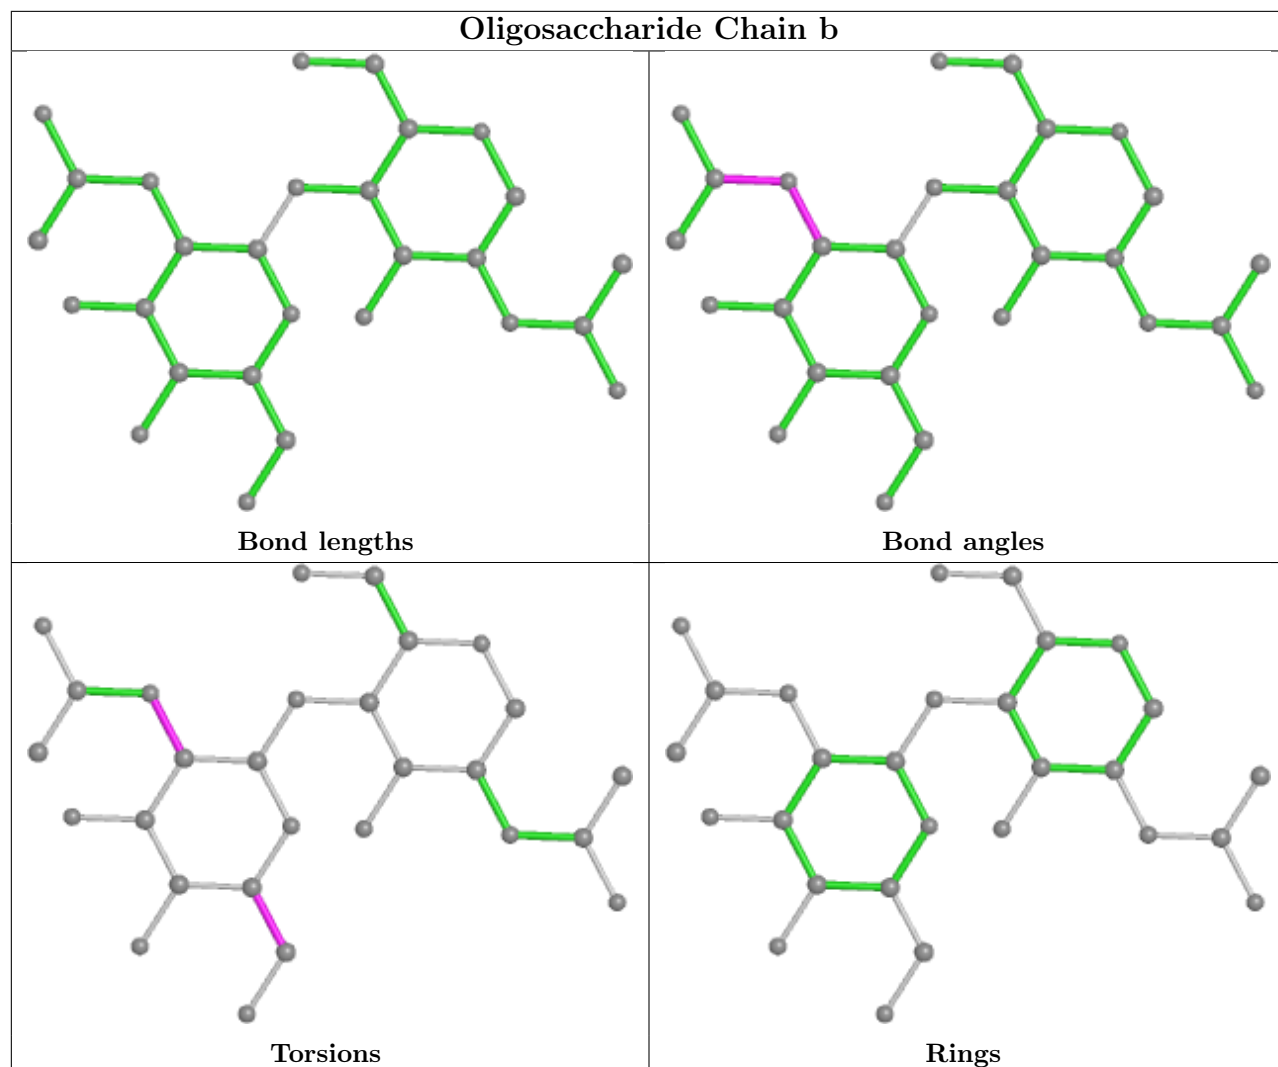 Oligosaccharide Chain b
Bond lengths
Bond angles
Torsions
Rings